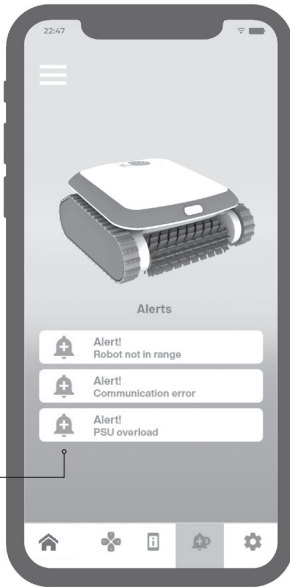 22:47
Alerts
Alert!
Robot not in range
Alert!
Communication error
Alert!
PSU overload